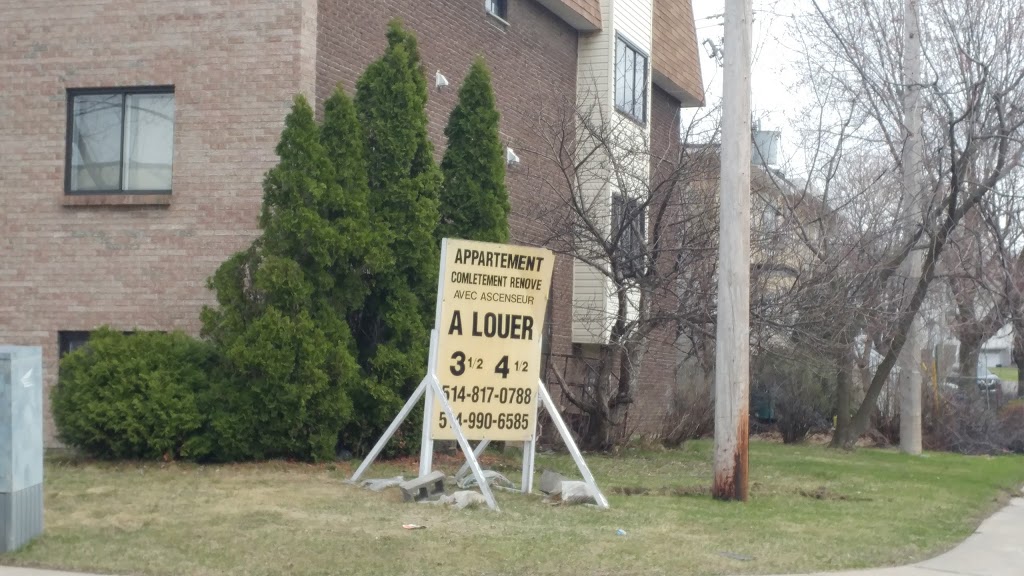 APPARTEMENT
COMLETEMENT RENOVE
AVEC ASCENSEUR
A LOUER
3 1/2 4 1/2
514-817-0788
514-990-6585